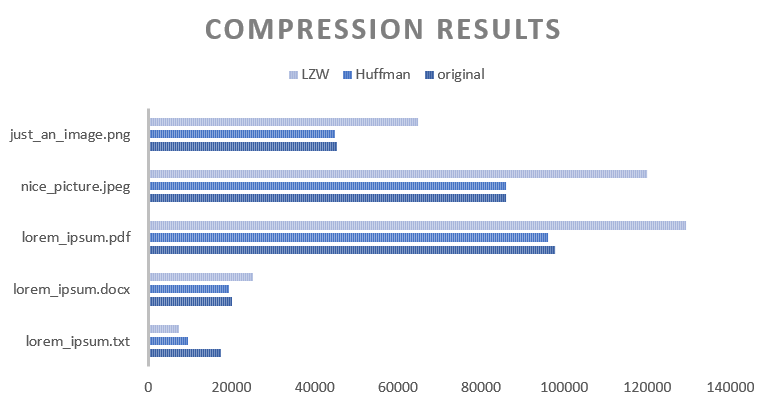 COMPRESSION RESULTS
LZW Huffman original
just_an_image.png
nice_picture.jpeg
lorem_ipsum.pdf
lorem_ipsum.docx
lorem_ipsum.txt
0 20000 40000 60000 80000 100000 120000 140000